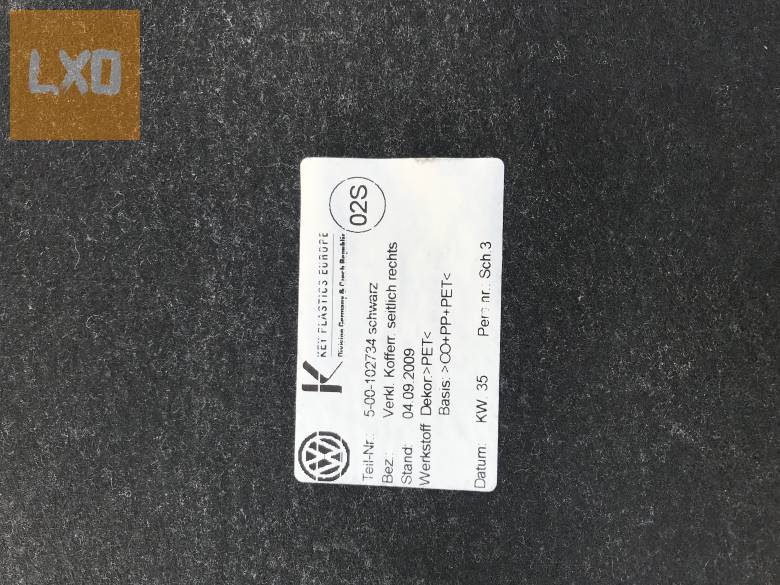 LXO
KEY PLASTICS EUROPE
Division Germany & Czech Republic
02S
Teil-Nr.: 5-00-102734 schwarz
Bez.: Verkl. Kofferr. seitlich rechts
Stand: 04.09.2009
Werkstoff Dekor:>PET<
Basis: >CO+PP+PET<
Datum: KW. 35 Pers.nr.: Sch.3